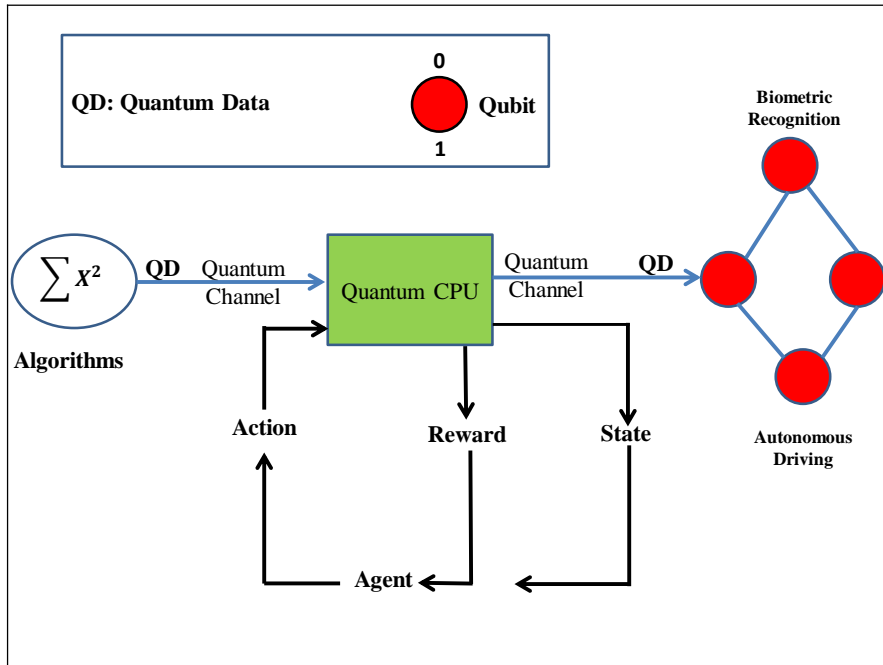 0
QD: Quantum Data
Qubit
1
Biometric
Recognition
∑ X²
QD
Quantum
Channel
Quantum CPU
Quantum
Channel
QD
Algorithms
Action
Reward
State
Autonomous
Driving
Agent